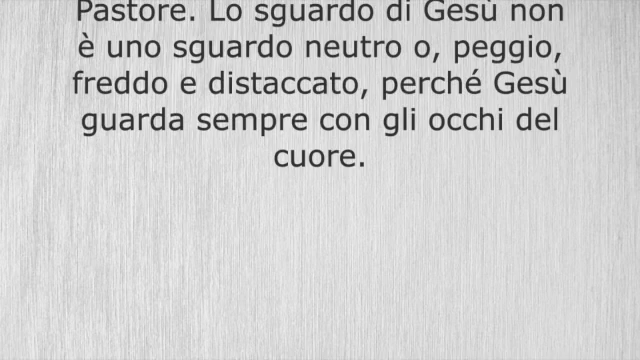 Pastore. Lo sguardo di Gesù non
è uno sguardo neutro o, peggio,
freddo e distaccato, perché Gesù
guarda sempre con gli occhi del
cuore.